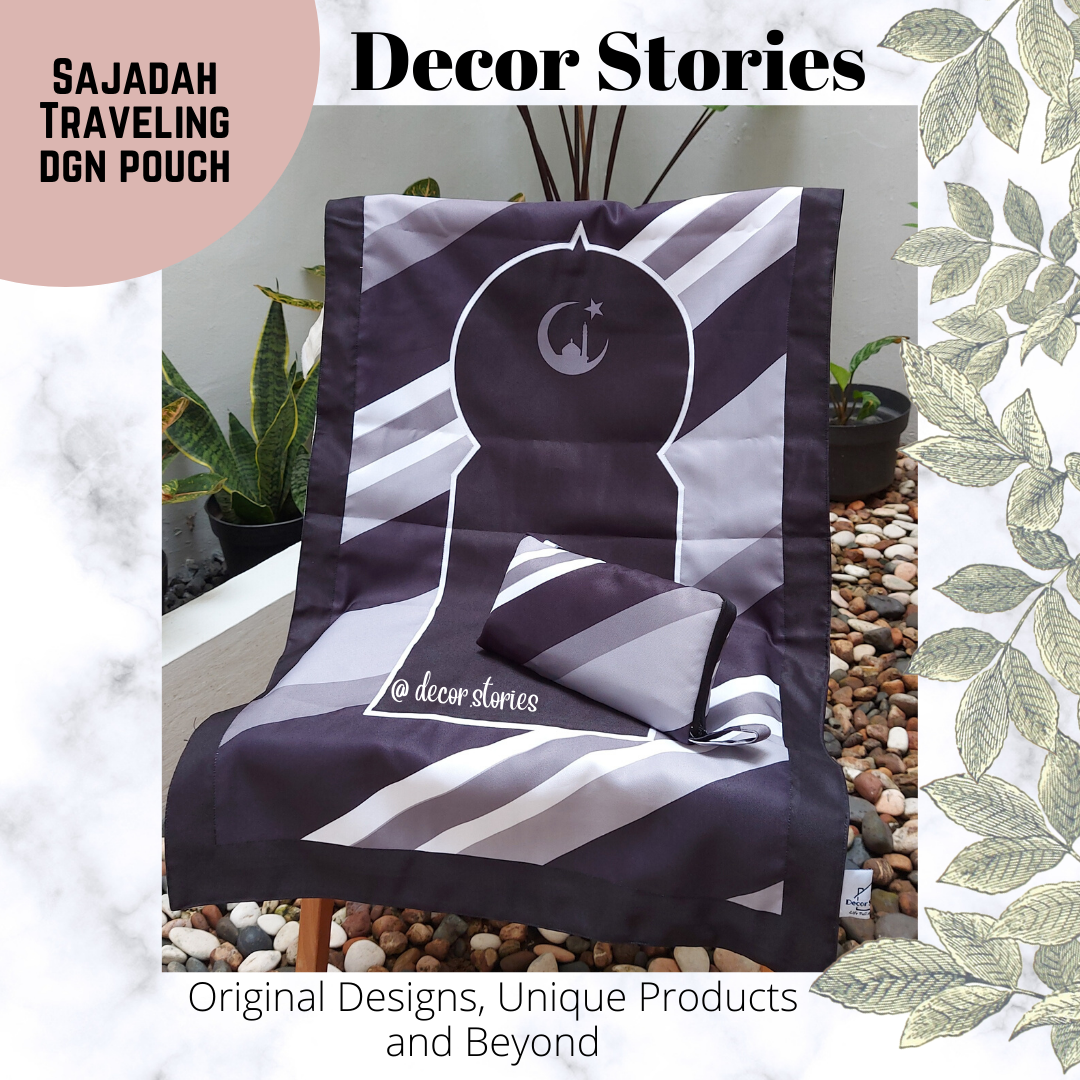 Sajadah
Traveling
dgn pouch
Decor Stories
@ decor.stories
Original Designs, Unique Products
and Beyond